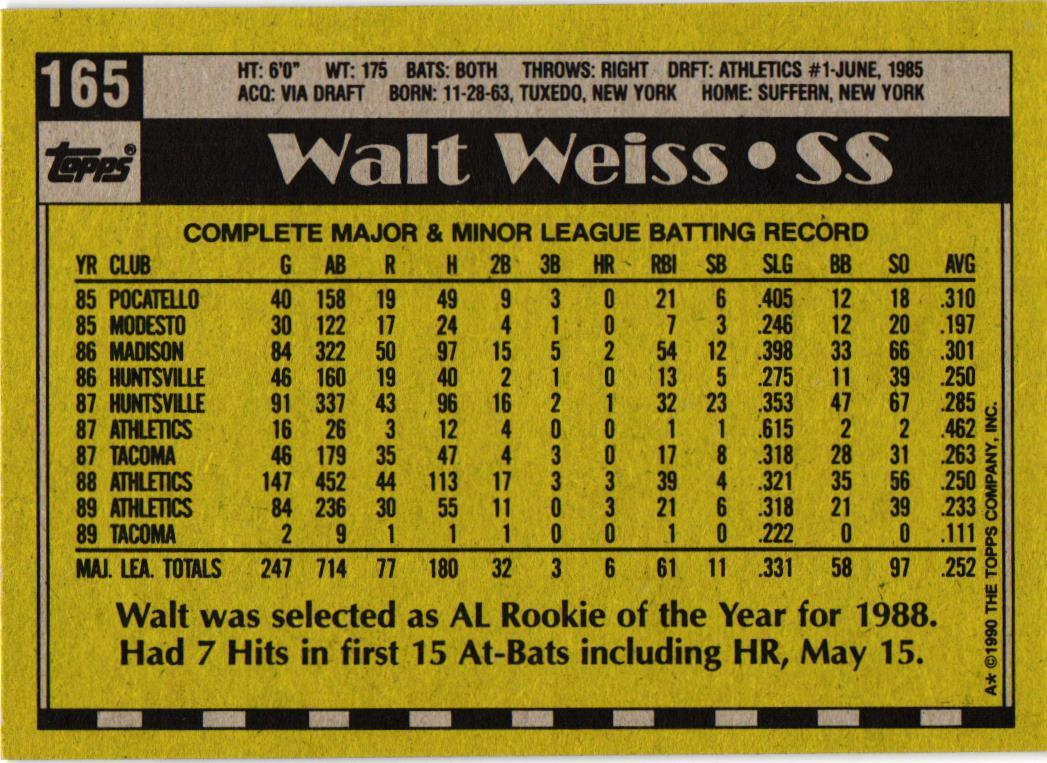 165
HT: 6'0" WT: 175 BATS: BOTH THROWS: RIGHT DRFT: ATHLETICS #1-JUNE, 1985
ACQ: VIA DRAFT BORN: 11-28-63, TUXEDO, NEW YORK HOME: SUFFERN, NEW YORK
topps®
Walt Weiss • SS
COMPLETE MAJOR & MINOR LEAGUE BATTING RECORD
YR CLUB G AB R H 2B 3B HR RBI SB SLG BB SO AVG
85 POCATELLO 40 158 19 49 9 3 0 21 6 .405 12 18 .310
85 MODESTO 30 122 17 24 4 1 0 7 3 .246 12 20 .197
86 MADISON 84 322 50 97 15 5 2 54 12 .398 33 66 .301
86 HUNTSVILLE 46 160 19 40 2 1 0 13 5 .275 11 39 .250
87 HUNTSVILLE 91 337 43 96 16 2 1 32 23 .353 47 67 .285
87 ATHLETICS 16 26 3 12 4 0 0 1 1 .615 2 2 .462
87 TACOMA 46 179 35 47 4 3 0 17 8 .318 28 31 .263
88 ATHLETICS 147 452 44 113 17 3 3 39 4 .321 35 56 .250
89 ATHLETICS 84 236 30 55 11 0 3 21 6 .318 21 39 .233
89 TACOMA 2 9 1 1 1 0 0 1 0 .222 0 0 .111
MAJ. LEA. TOTALS 247 714 77 180 32 3 6 61 11 .331 58 97 .252
Walt was selected as AL Rookie of the Year for 1988.
Had 7 Hits in first 15 At-Bats including HR, May 15.
A* ©1990 THE TOPPS COMPANY, INC.